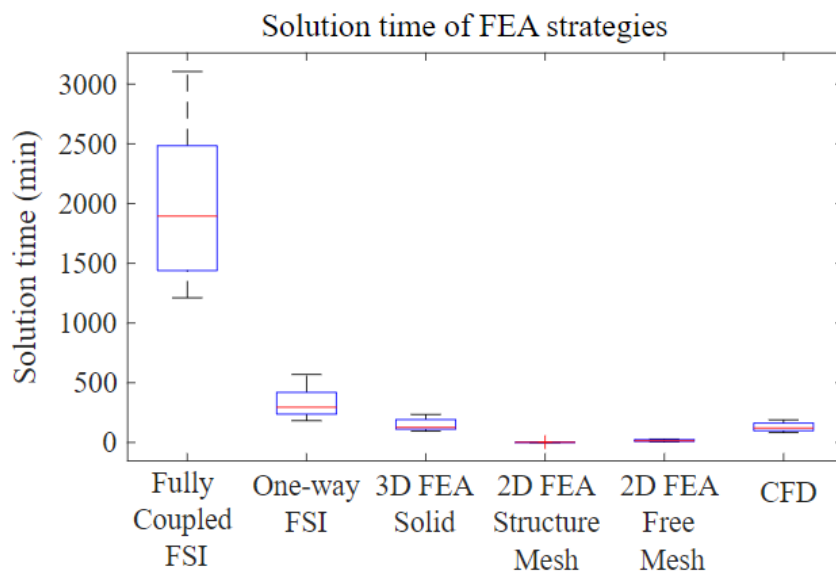 Solution time of FEA strategies
Solution time (min)
3000
2500
2000
1500
1000
500
0
Fully
Coupled
FSI
One-way
FSI
3D FEA
Solid
2D FEA
Structure
Mesh
2D FEA
Free
Mesh
CFD